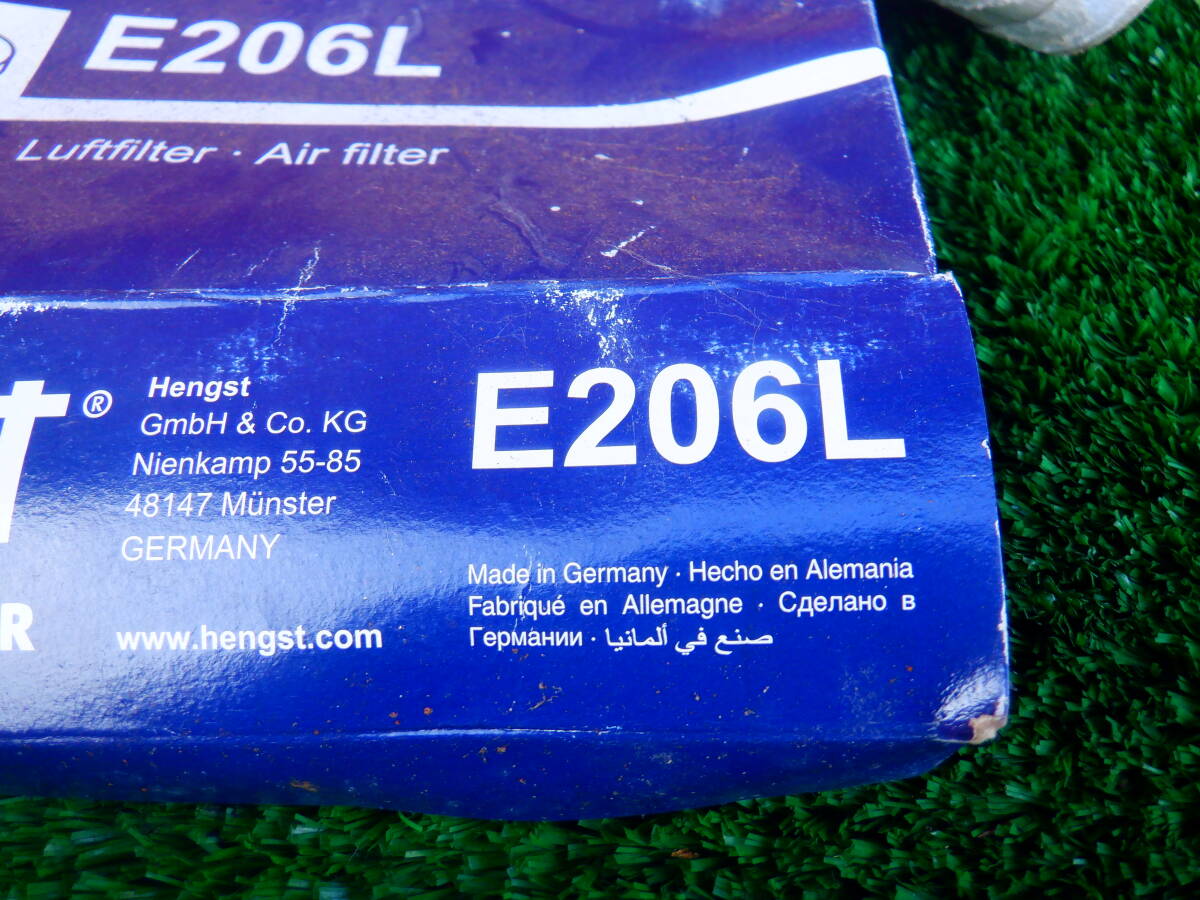 E206L
Luftfilter · Air filter
t®
Hengst
GmbH & Co. KG
Nienkamp 55-85
48147 Münster
GERMANY
R
www.hengst.com
E206L
Made in Germany · Hecho en Alemania
Fabriqué en Allemagne · Сделано в
Германии · صنع في ألمانيا